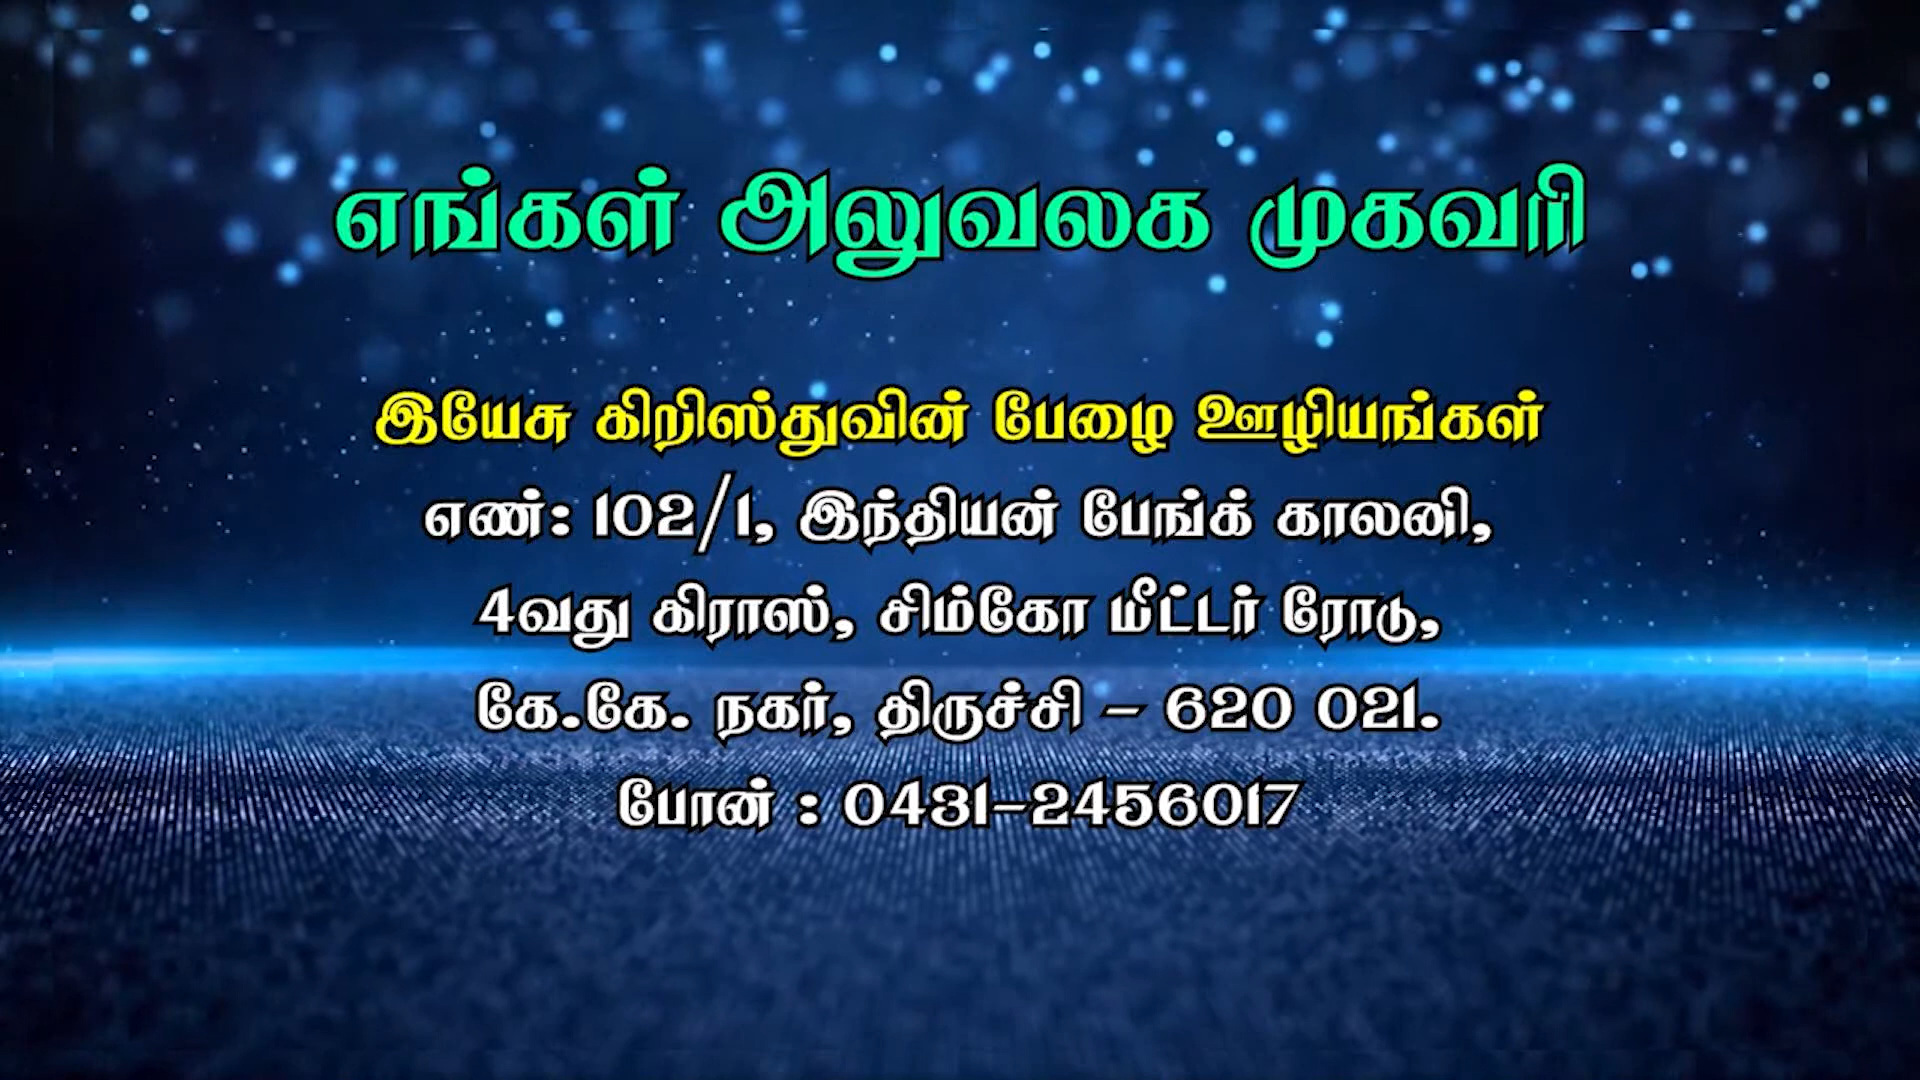 எங்கள் அலுவலக முகவரி
இயேசு கிறிஸ்துவின் பேழை ஊழியங்கள்
எண்: 102/1, இந்தியன் பேங்க் காலனி,
4வது கிராஸ், சிம்கோ மீட்டர் ரோடு,
கே.கே. நகர், திருச்சி - 620 021.
போன் : 0431-2456017